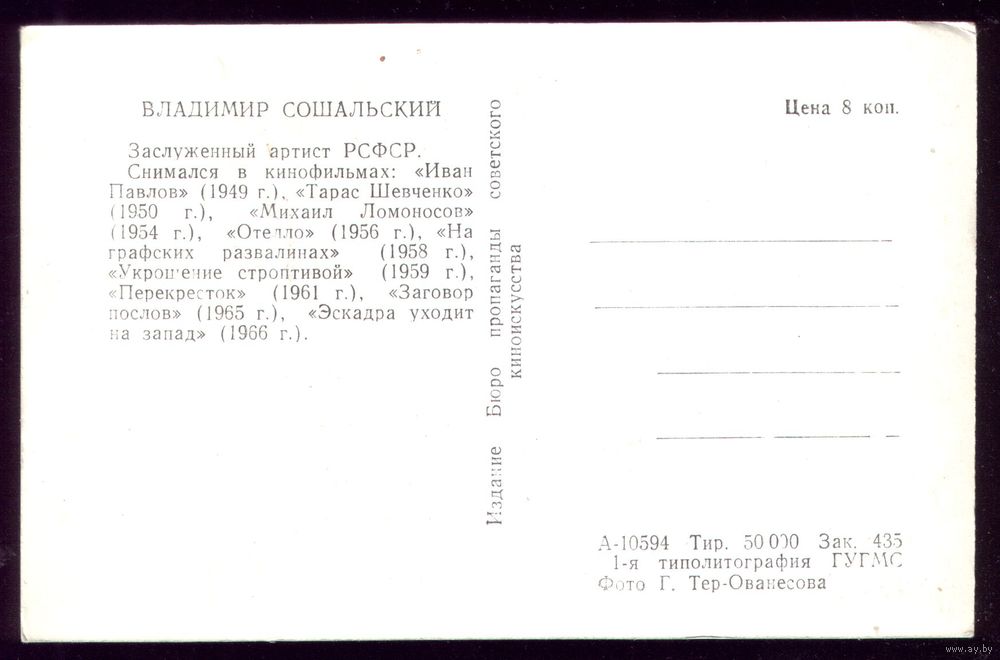 ВЛАДИМИР СОШАЛЬСКИЙ
Заслуженный артист РСФСР.
Снимался в кинофильмах: «Иван
Павлов» (1949 г.), «Тарас Шевченко»
(1950 г.), «Михаил Ломоносов»
(1954 г.), «Отелло» (1956 г.), «На
графских развалинах» (1958 г.),
«Укрощение строптивой» (1959 г.),
«Перекресток» (1961 г.), «Заговор
послов» (1965 г.), «Эскадра уходит
на запад» (1966 г.).
Издание Бюро пропаганды советского
киноискусства
Цена 8 коп.
А-10594 Тир. 50 000 Зак. 435
1-я типолитография ГУГМС
Фото Г. Тер-Ованесова
www.ay.by